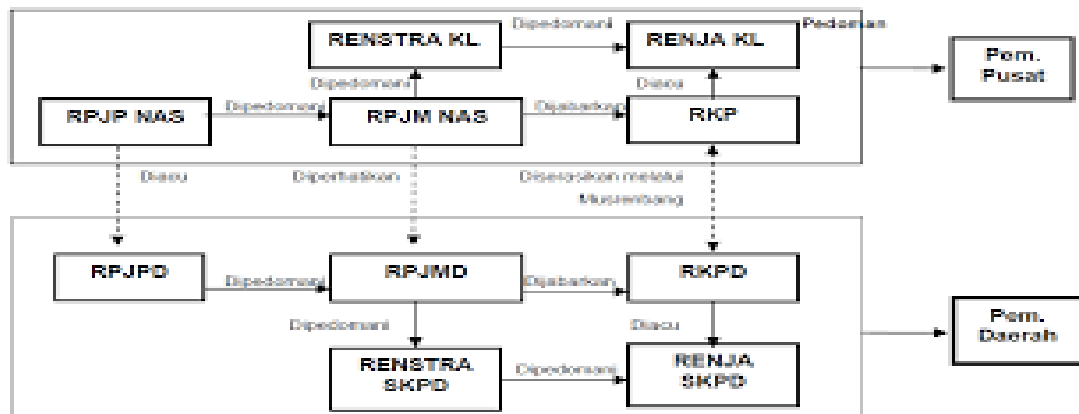 Dipedomani
Pedoman
RENSTRA KL
RENJA KL
Pem.
Pusat
Dipedomani
Diacu
RPJP NAS
Dipedomani
RPJM NAS
Dijabarkan
RKP
Diacu
Diperhatikan
Diserasikan melalui
Musrenbang
RPJPD
Dipedomani
RPJMD
Dijabarkan
RKPD
Pem.
Daerah
Dipedomani
Diacu
RENSTRA
SKPD
Dipedomani
RENJA
SKPD